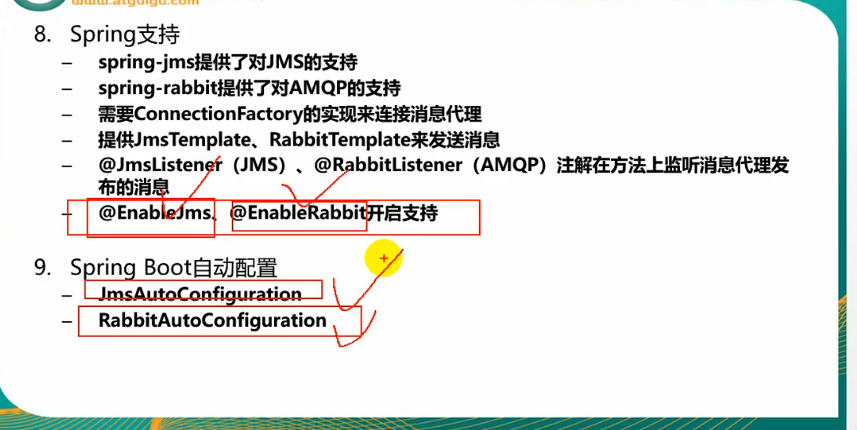 www.atguigu.com
8. Spring支持
– spring-jms提供了对JMS的支持
– spring-rabbit提供了对AMQP的支持
– 需要ConnectionFactory的实现来连接消息代理
– 提供JmsTemplate、RabbitTemplate来发送消息
– @JmsListener（JMS）、@RabbitListener（AMQP）注解在方法上监听消息代理发
布的消息
– @EnableJms、@EnableRabbit开启支持
9. Spring Boot自动配置
– JmsAutoConfiguration
– RabbitAutoConfiguration